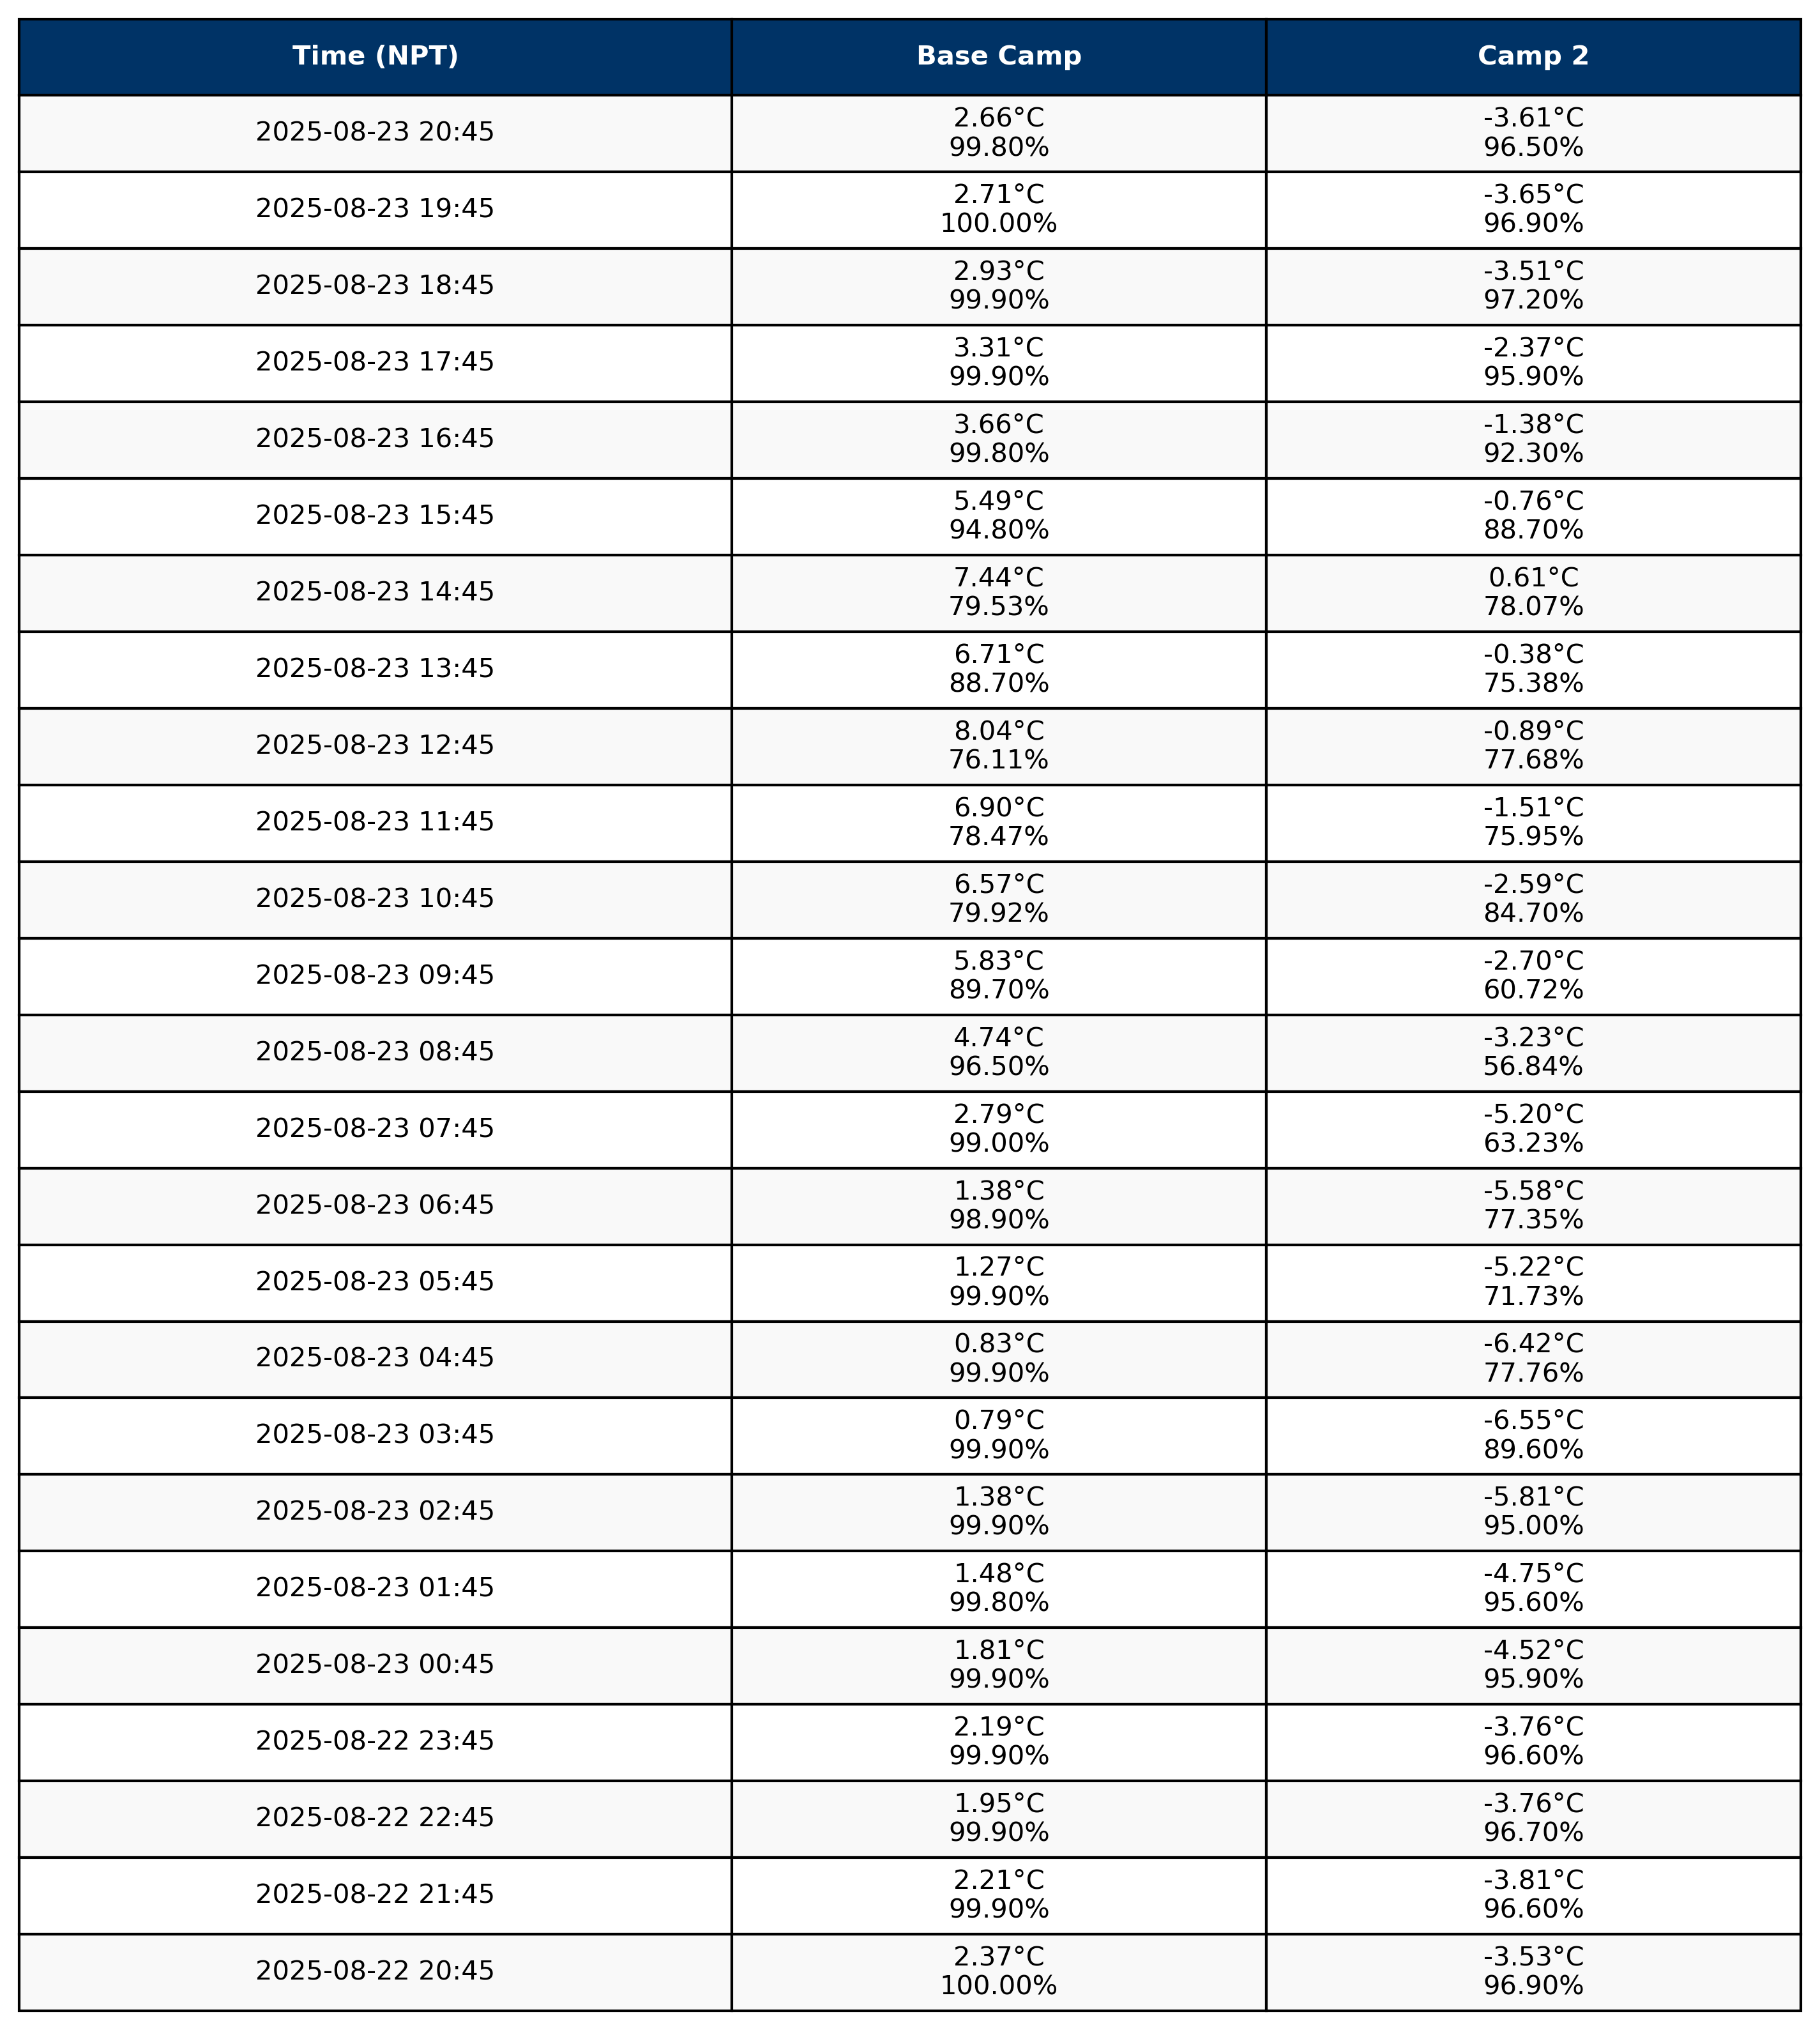 Time (NPT) Base Camp Camp 2
2025-08-23 20:45 2.66°C -3.61°C
99.80% 96.50%
2025-08-23 19:45 2.71°C -3.65°C
100.00% 96.90%
2025-08-23 18:45 2.93°C -3.51°C
99.90% 97.20%
2025-08-23 17:45 3.31°C -2.37°C
99.90% 95.90%
2025-08-23 16:45 3.66°C -1.38°C
99.80% 92.30%
2025-08-23 15:45 5.49°C -0.76°C
94.80% 88.70%
2025-08-23 14:45 7.44°C 0.61°C
79.53% 78.07%
2025-08-23 13:45 6.71°C -0.38°C
88.70% 75.38%
2025-08-23 12:45 8.04°C -0.89°C
76.11% 77.68%
2025-08-23 11:45 6.90°C -1.51°C
78.47% 75.95%
2025-08-23 10:45 6.57°C -2.59°C
79.92% 84.70%
2025-08-23 09:45 5.83°C -2.70°C
89.70% 60.72%
2025-08-23 08:45 4.74°C -3.23°C
96.50% 56.84%
2025-08-23 07:45 2.79°C -5.20°C
99.00% 63.23%
2025-08-23 06:45 1.38°C -5.58°C
98.90% 77.35%
2025-08-23 05:45 1.27°C -5.22°C
99.90% 71.73%
2025-08-23 04:45 0.83°C -6.42°C
99.90% 77.76%
2025-08-23 03:45 0.79°C -6.55°C
99.90% 89.60%
2025-08-23 02:45 1.38°C -5.81°C
99.90% 95.00%
2025-08-23 01:45 1.48°C -4.75°C
99.80% 95.60%
2025-08-23 00:45 1.81°C -4.52°C
99.90% 95.90%
2025-08-22 23:45 2.19°C -3.76°C
99.90% 96.60%
2025-08-22 22:45 1.95°C -3.76°C
99.90% 96.70%
2025-08-22 21:45 2.21°C -3.81°C
99.90% 96.60%
2025-08-22 20:45 2.37°C -3.53°C
100.00% 96.90%